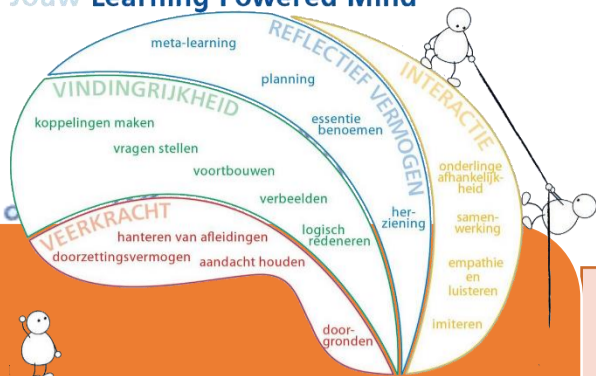 Jouw Learning Powered Mind
REFLECTIEF VERMOGEN
meta-learning
planning
essentie
benoemen
her-
ziening
INTERACTIE
onderlinge
afhankelijk-
heid
samen-
werking
empathie
en
luisteren
imiteren
VINDINGRIJKHEID
koppelingen maken
vragen stellen
voortbouwen
verbeelden
logisch
redeneren
VEERKRACHT
hanteren van afleidingen
doorzettingsvermogen
aandacht houden
door-
gronden